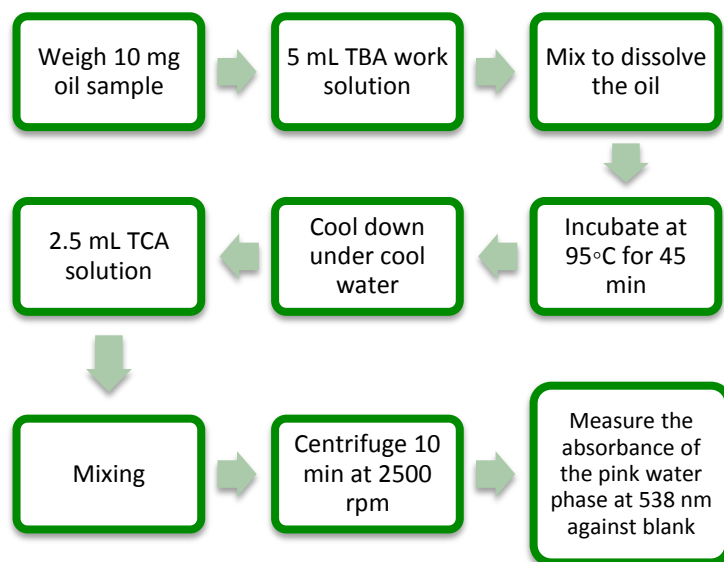 Weigh 10 mg
oil sample
5 mL TBA work
solution
Mix to dissolve
the oil
Incubate at
95◦C for 45
min
Cool down
under cool
water
2.5 mL TCA
solution
Mixing
Centrifuge 10
min at 2500
rpm
Measure the
absorbance of
the pink water
phase at 538 nm
against blank